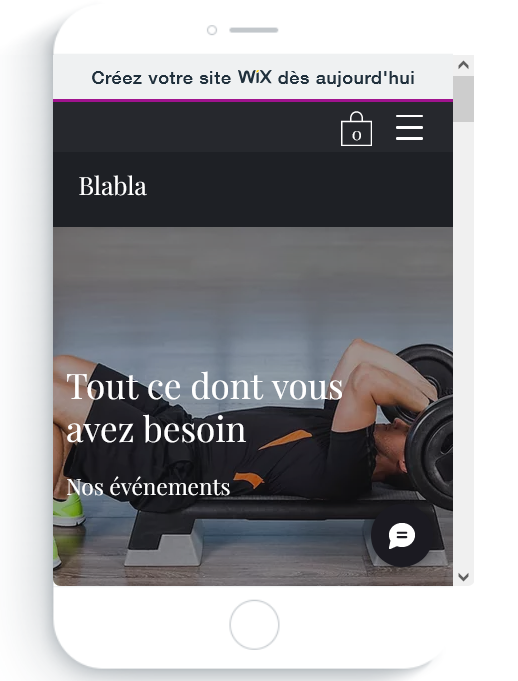 Créez votre site WiX dès aujourd'hui
0
Blabla
Tout ce dont vous
avez besoin
Nos événements